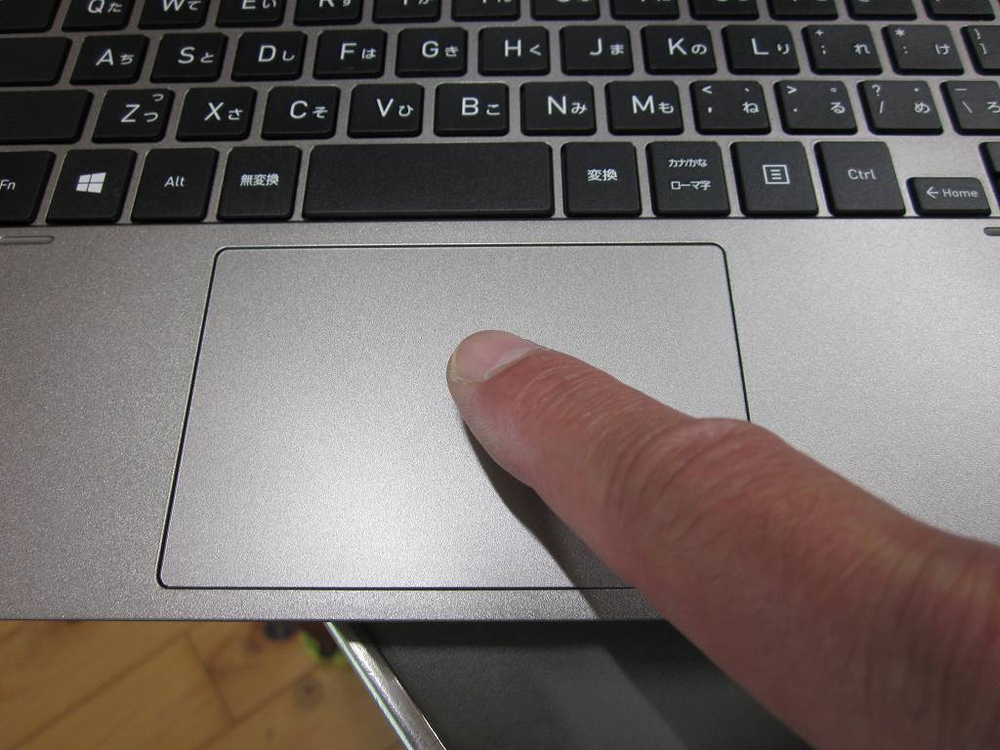 Qた Wて Eい
Aち Sと Dし Fは Gき Hく Jま Kの Lり + ; れ * : け
Zっつ Xさ Cそ Vひ Bこ Nみ Mも < , 、 ね > . 。 る ? / ・ め
Fn Alt 無変換 変換 カナ/かな Ctrl ←Home
ローマ字